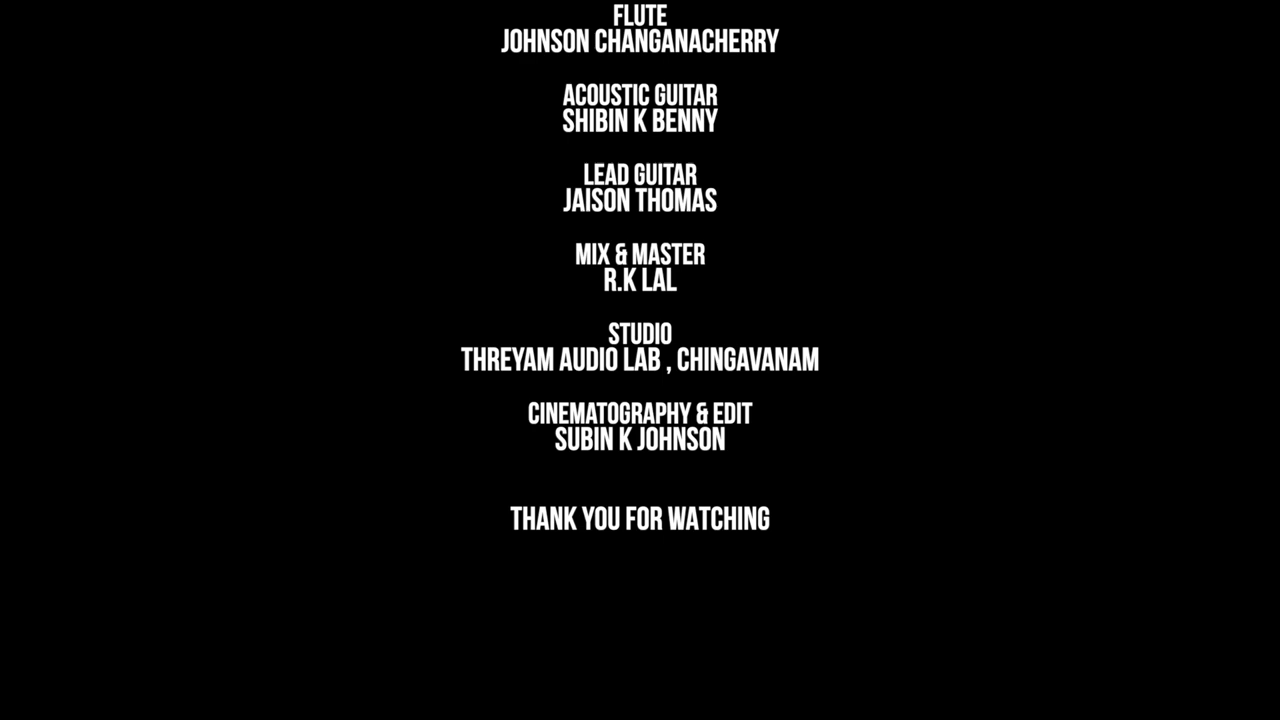 FLUTE
JOHNSON CHANGANACHERRY
ACOUSTIC GUITAR
SHIBIN K BENNY
LEAD GUITAR
JAISON THOMAS
MIX & MASTER
R.K LAL
STUDIO
THREYAM AUDIO LAB , CHINGAVANAM
CINEMATOGRAPHY & EDIT
SUBIN K JOHNSON
THANK YOU FOR WATCHING